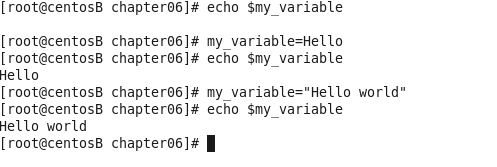 [root@centosB chapter06]# echo $my_variable

[root@centosB chapter06]# my_variable=Hello
[root@centosB chapter06]# echo $my_variable
Hello
[root@centosB chapter06]# my_variable="Hello world"
[root@centosB chapter06]# echo $my_variable
Hello world
[root@centosB chapter06]#